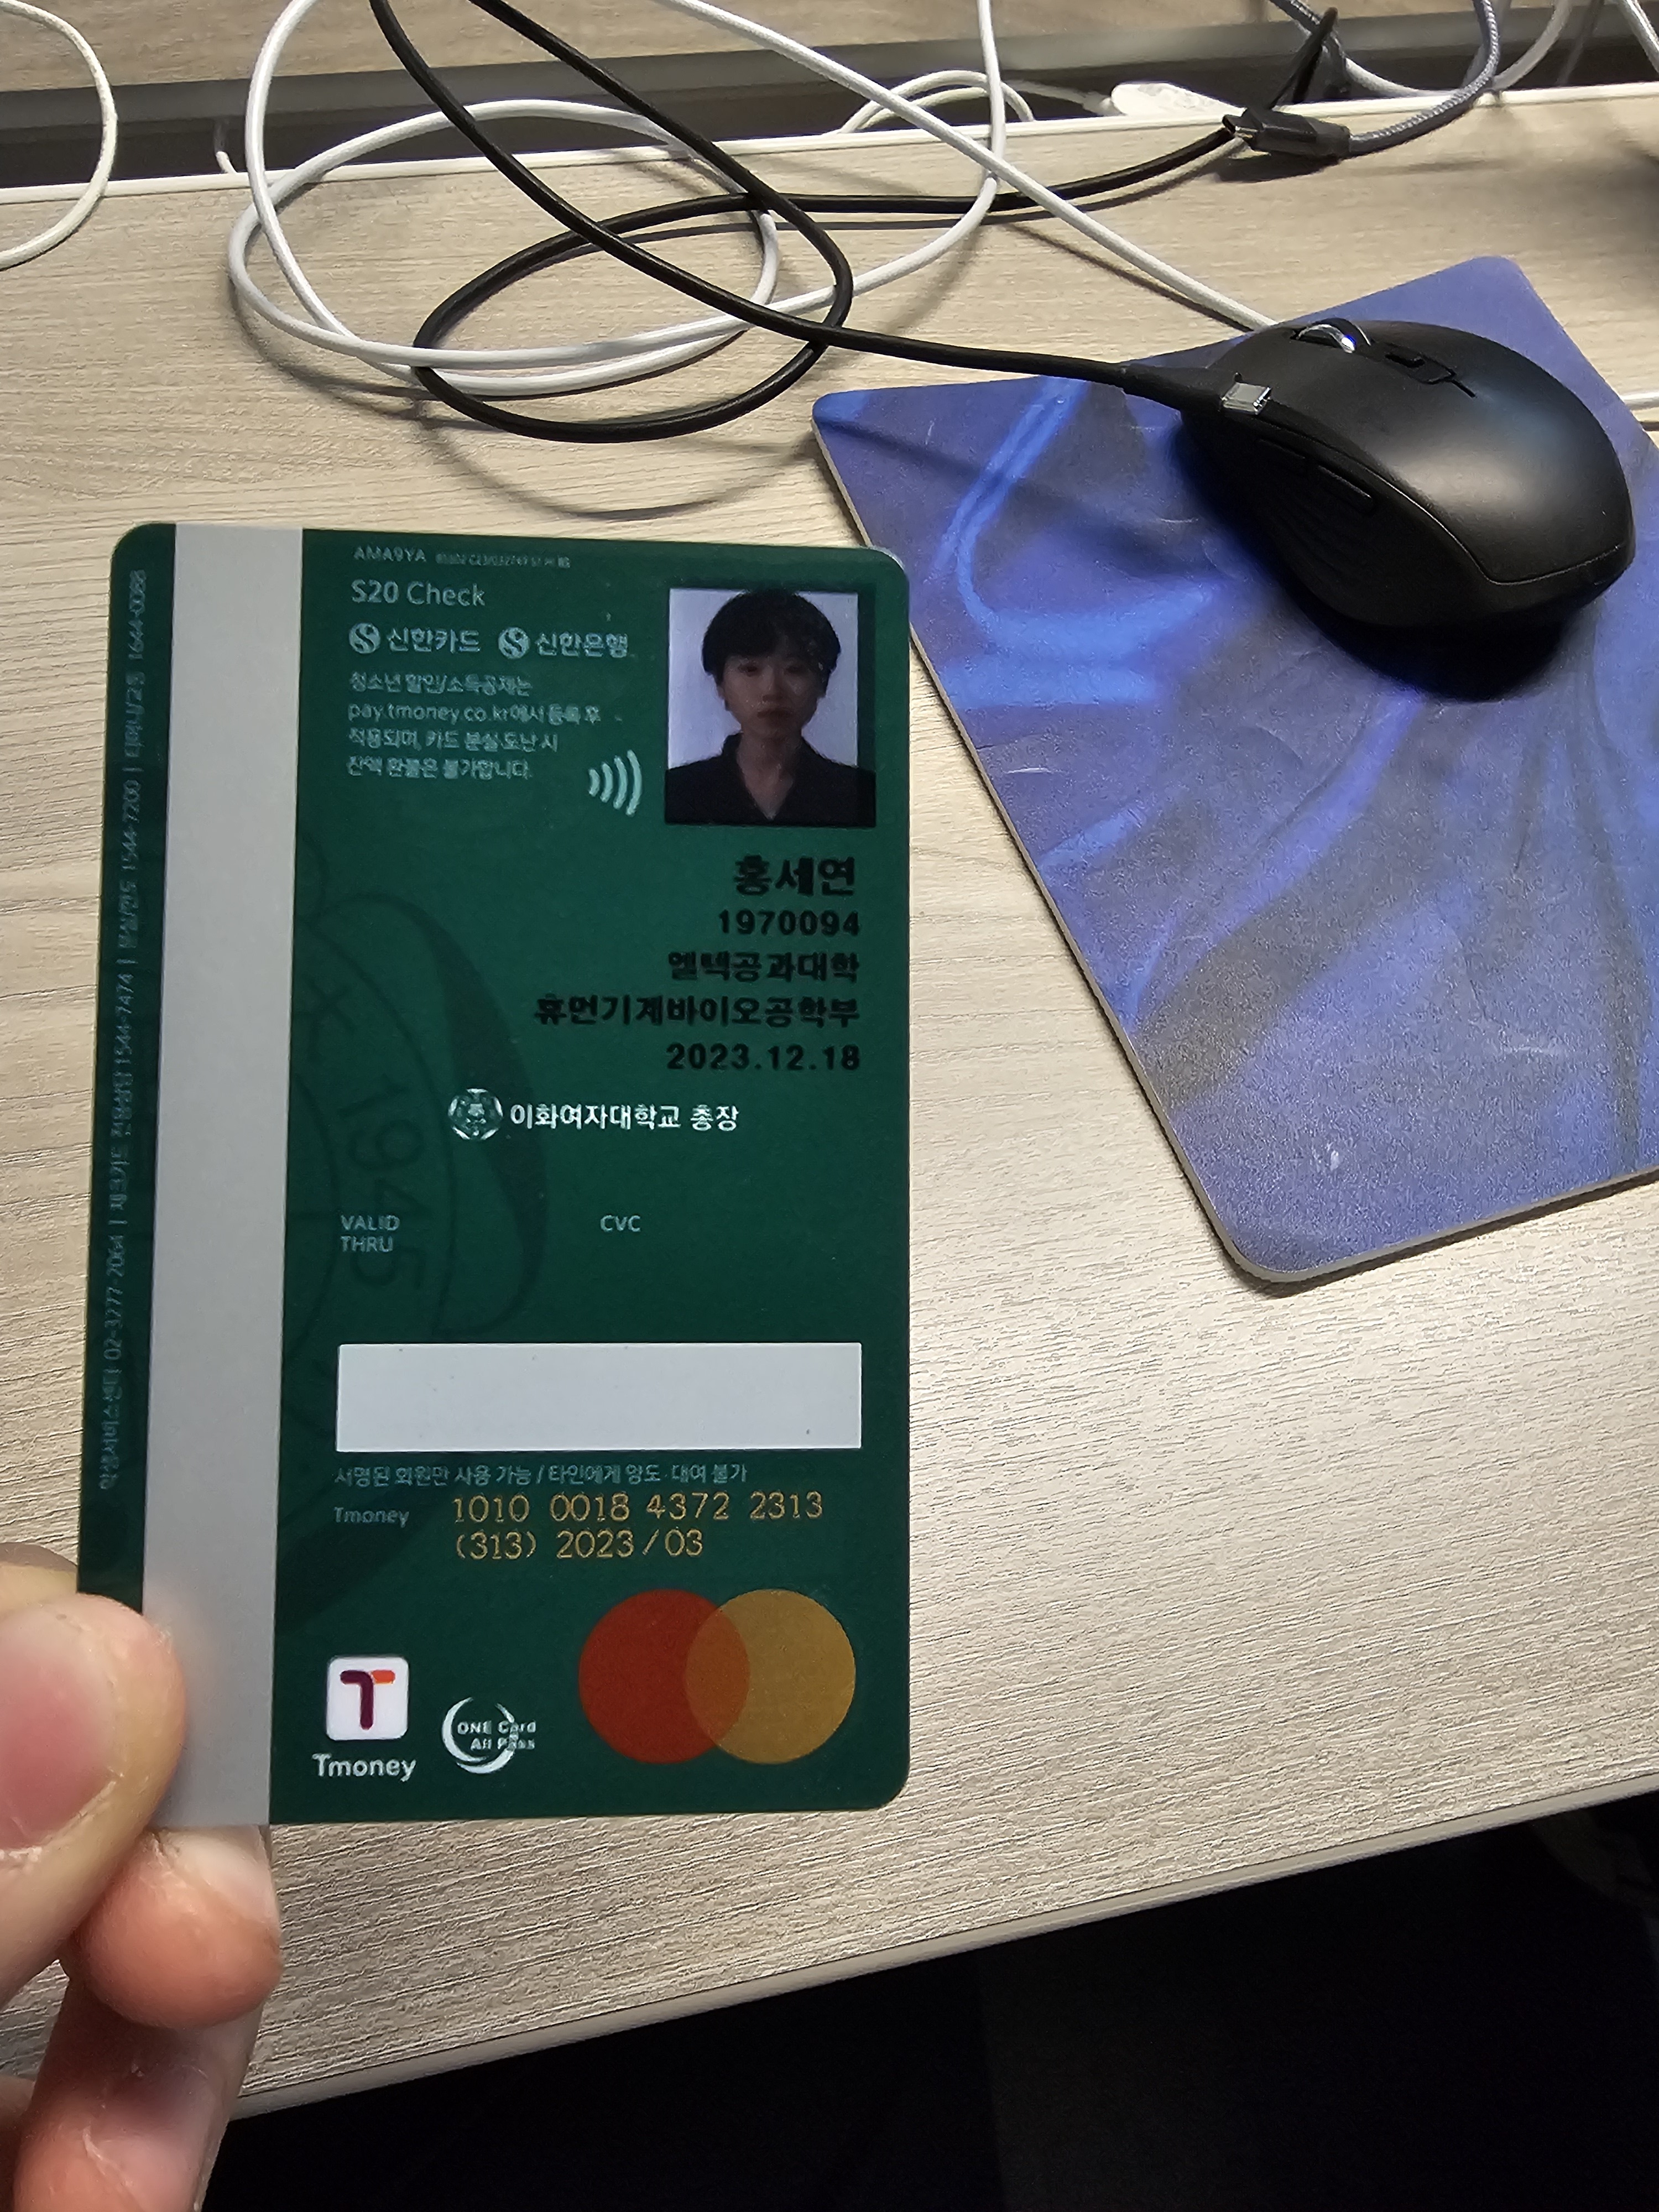 AMA9YA
S20 Check
신한카드 신한은행
청소년 할인/소득공제는
pay.tmoney.co.kr에서 등록 후
적용되며, 카드 분실 도난 시
잔액 환불은 불가합니다.
홍세연
1970094
엘텍공과대학
휴먼기계바이오공학부
2023.12.18
이화여자대학교 총장
1945
VALID
THRU
CVC
서명된 회원만 사용 가능 / 타인에게 양도·대여 불가
Tmoney 1010 0018 4372 2313
(313) 2023/03
Tmoney
ONE Card
All Pass
학생서비스센터 02-3277-2064 | 체크카드 전용상담 1544-7474 | 분실/한도 1544-7200 | 티머니/25 1644-0088